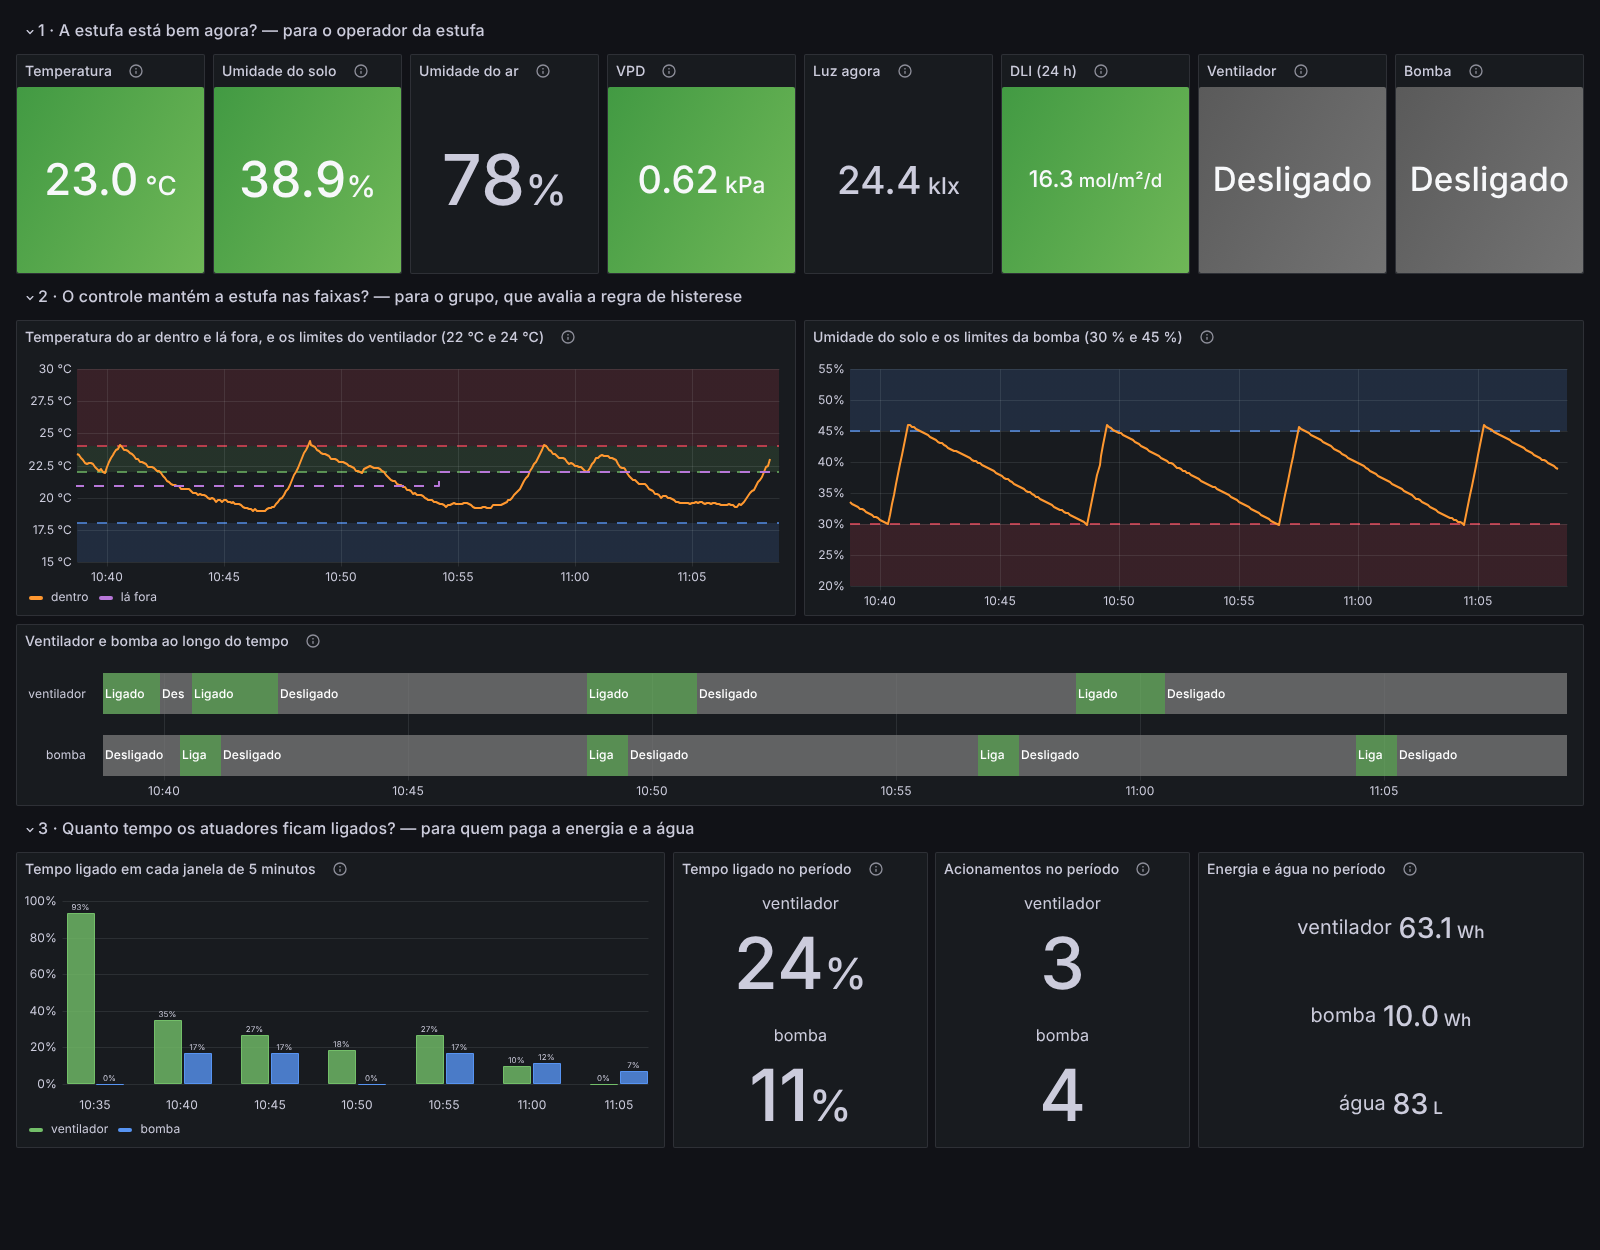 1 · A estufa está bem agora? — para o operador da estufa
Temperatura
Umidade do solo
Umidade do ar
VPD
Luz agora
DLI (24 h)
Ventilador
Bomba
23.0 °C
38.9%
78%
0.62 kPa
24.4 klx
16.3 mol/m²/d
Desligado
Desligado
2 · O controle mantém a estufa nas faixas? — para o grupo, que avalia a regra de histerese
Temperatura do ar dentro e lá fora, e os limites do ventilador (22 °C e 24 °C)
30 °C
27.5 °C
25 °C
22.5 °C
20 °C
17.5 °C
15 °C
10:40 10:45 10:50 10:55 11:00 11:05
dentro lá fora
Umidade do solo e os limites da bomba (30 % e 45 %)
55%
50%
45%
40%
35%
30%
25%
20%
10:40 10:45 10:50 10:55 11:00 11:05
Ventilador e bomba ao longo do tempo
ventilador Ligado Des Ligado Desligado Ligado Desligado Ligado Desligado
bomba Desligado Liga Desligado Liga Desligado Liga Desligado Liga Desligado
10:40 10:45 10:50 10:55 11:00 11:05
3 · Quanto tempo os atuadores ficam ligados? — para quem paga a energia e a água
Tempo ligado em cada janela de 5 minutos
100%
80%
60%
40%
20%
0%
93% 0% 35% 17% 27% 17% 18% 0% 27% 17% 10% 12% 0% 7%
10:35 10:40 10:45 10:50 10:55 11:00 11:05
ventilador bomba
Tempo ligado no período
ventilador
24%
bomba
11%
Acionamentos no período
ventilador
3
bomba
4
Energia e água no período
ventilador 63.1 Wh
bomba 10.0 Wh
água 83 L